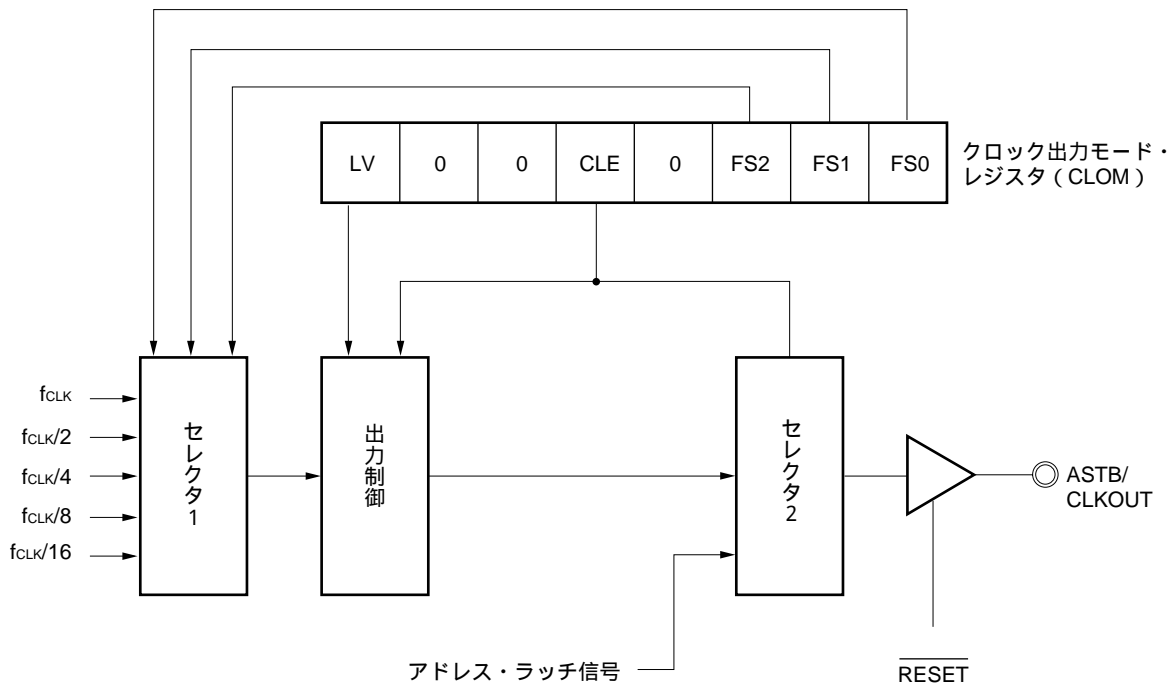 LV 0 0 CLE 0 FS2 FS1 FS0
クロック出力モード・
レジスタ（CLOM）
fCLK
fCLK/2
fCLK/4
fCLK/8
fCLK/16
セレクタ1
出力制御
セレクタ2
ASTB/
CLKOUT
アドレス・ラッチ信号
RESET